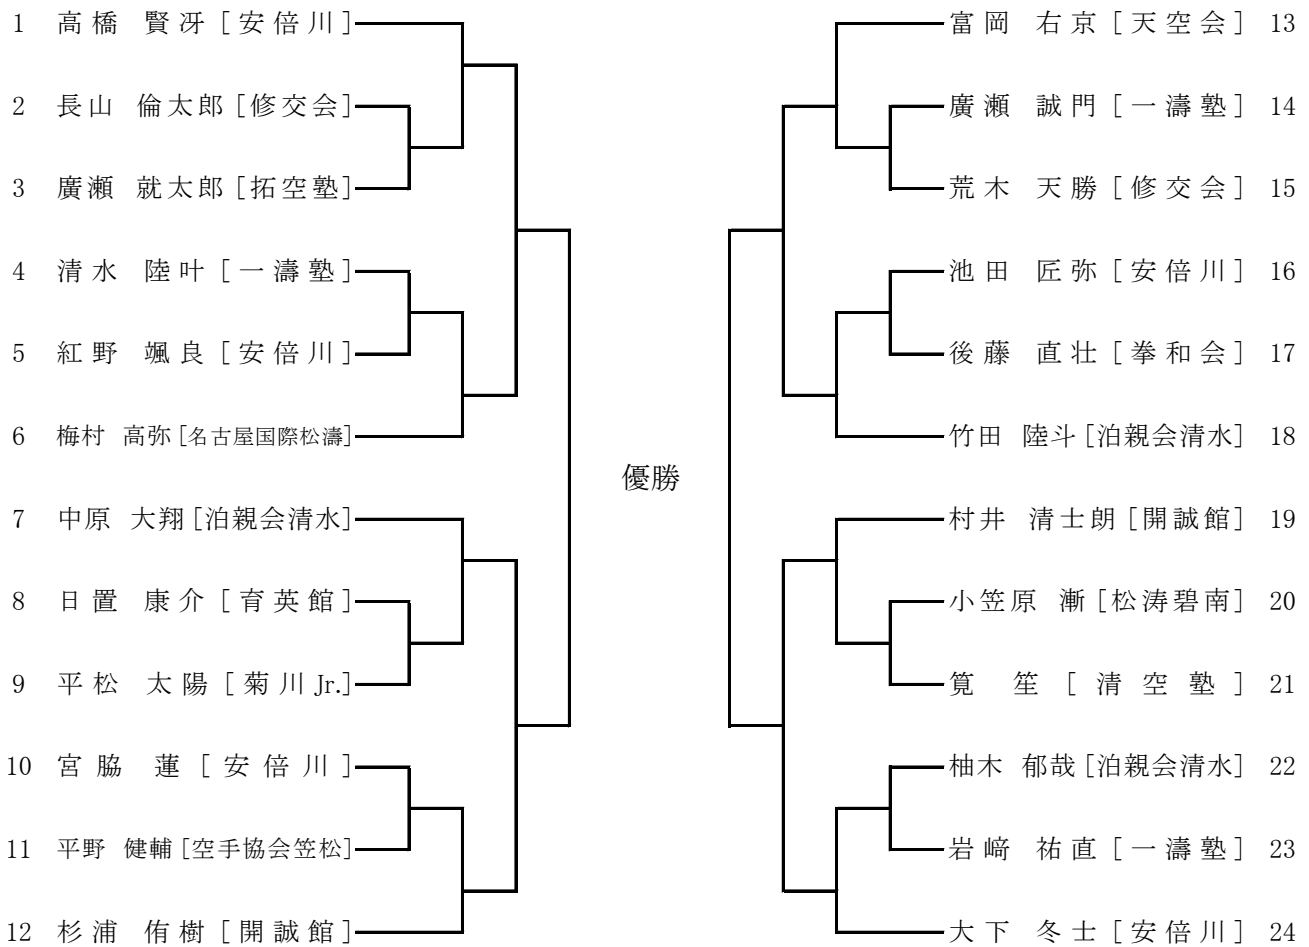 1 高橋 賢冴 [安倍川]
2 長山 倫太郎 [修交会]
3 廣瀬 就太郎 [拓空塾]
4 清水 陸叶 [一濤塾]
5 紅野 颯良 [安倍川]
6 梅村 高弥 [名古屋国際松濤]
7 中原 大翔 [泊親会清水]
8 日置 康介 [育英館]
9 平松 太陽 [菊川Jr.]
10 宮脇 蓮 [安倍川]
11 平野 健輔 [空手協会笠松]
12 杉浦 侑樹 [開誠館]
優勝
富岡 右京 [天空会] 13
廣瀬 誠門 [一濤塾] 14
荒木 天勝 [修交会] 15
池田 匠弥 [安倍川] 16
後藤 直壮 [拳和会] 17
竹田 陸斗 [泊親会清水] 18
村井 清士朗 [開誠館] 19
小笠原 漸 [松涛碧南] 20
筧 笙 [清空塾] 21
柚木 郁哉 [泊親会清水] 22
岩﨑 祐直 [一濤塾] 23
大下 冬士 [安倍川] 24